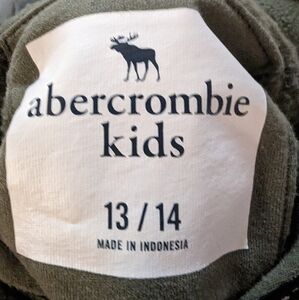 abercrombie
kids
13 / 14
MADE IN INDONESIA